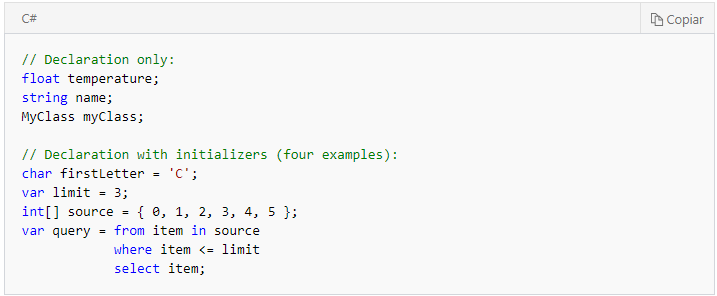 C#
Copiar
// Declaration only:
float temperature;
string name;
MyClass myClass;
// Declaration with initializers (four examples):
char firstLetter = 'C';
var limit = 3;
int[] source = { 0, 1, 2, 3, 4, 5 };
var query = from item in source
            where item <= limit
            select item;